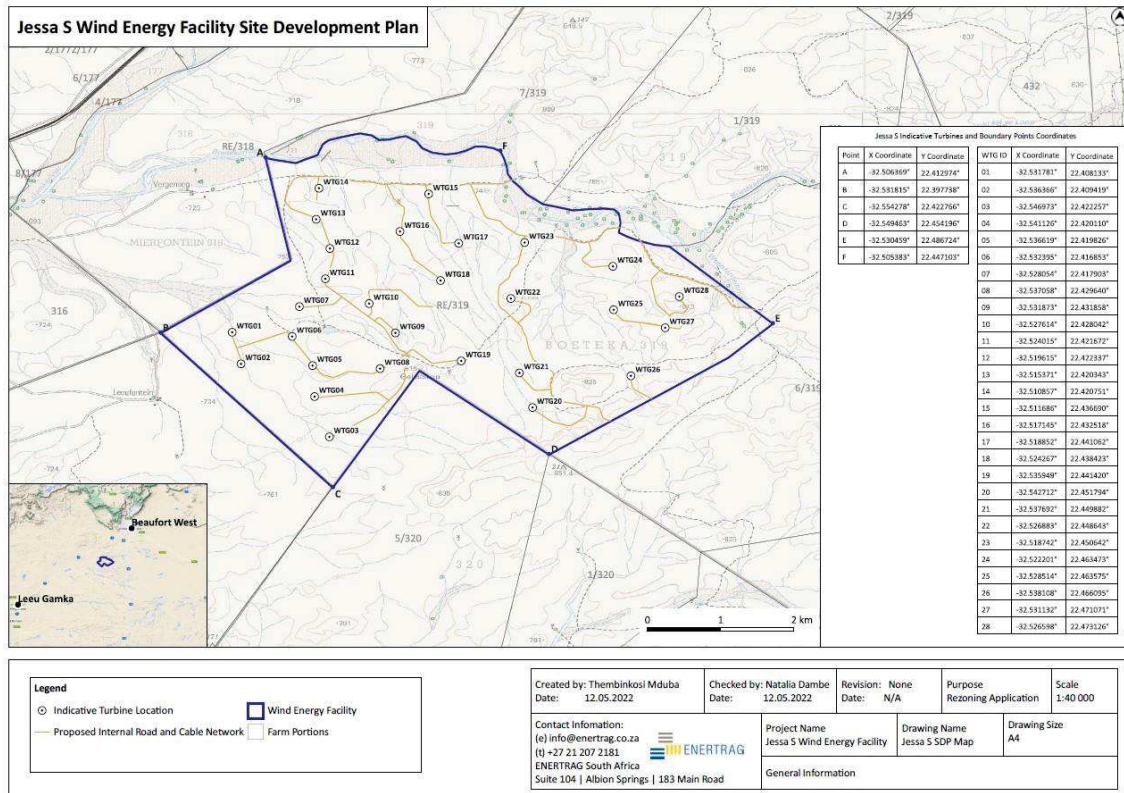 Jessa S Wind Energy Facility Site Development Plan
2/319
6/177
4/177
318
319
7/319
1/319
432
RE/318
A
F
Vergemeg
MIERFONTEIN 318
316
B
Leeufontein
WTG14
WTG15
WTG13
WTG16
WTG12
WTG17
WTG23
WTG11
WTG18
WTG24
WTG07
WTG10
RE/319
WTG22
WTG25
WTG28
WTG01
WTG06
WTG09
WTG27
E
BOETEKA 319
WTG02
WTG05
WTG08
WTG19
WTG21
WTG26
WTG04
WTG20
6/319
WTG03
D
C
5/320
320
1/320
Beaufort West
Leeu Gamka
0 1 2 km
Jessa S Indicative Turbines and Boundary Points Coordinates
Point X Coordinate Y Coordinate
A -32.506369° 22.412974°
B -32.531815° 22.397738°
C -32.554278° 22.422766°
D -32.549463° 22.454196°
E -32.530459° 22.486724°
F -32.505383° 22.447103°
WTG ID X Coordinate Y Coordinate
01 -32.531781° 22.408133°
02 -32.536366° 22.409419°
03 -32.546973° 22.422257°
04 -32.541126° 22.420110°
05 -32.536619° 22.419826°
06 -32.532395° 22.416853°
07 -32.528054° 22.417903°
08 -32.537058° 22.429640°
09 -32.531873° 22.431858°
10 -32.527614° 22.428042°
11 -32.524015° 22.421672°
12 -32.519615° 22.422337°
13 -32.515371° 22.420343°
14 -32.510857° 22.420751°
15 -32.511686° 22.436690°
16 -32.517145° 22.432518°
17 -32.518852° 22.441062°
18 -32.524267° 22.438423°
19 -32.535949° 22.441420°
20 -32.542712° 22.451794°
21 -32.537692° 22.449882°
22 -32.526883° 22.448643°
23 -32.518742° 22.450642°
24 -32.522201° 22.463473°
25 -32.528514° 22.463575°
26 -32.538108° 22.466095°
27 -32.531132° 22.471071°
28 -32.526598° 22.473126°
Legend
Indicative Turbine Location
Wind Energy Facility
Proposed Internal Road and Cable Network
Farm Portions
Created by: Thembinkosi Mduba
Date: 12.05.2022
Checked by: Natalia Dambe
Date: 12.05.2022
Revision: None
Date: N/A
Purpose
Rezoning Application
Scale
1:40 000
Contact Infomation:
(e) info@enertrag.co.za
(t) +27 21 207 2181
ENERTRAG South Africa
Suite 104 | Albion Springs | 183 Main Road
ENERTRAG
Project Name
Jessa S Wind Energy Facility
Drawing Name
Jessa S SDP Map
Drawing Size
A4
General Information